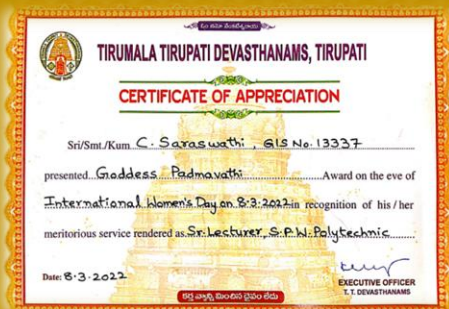 ఓం నమో వేంకటేశాయ
TIRUMALA TIRUPATI DEVASTHANAMS, TIRUPATI
CERTIFICATE OF APPRECIATION
Sri/Smt./Kum C. Saraswathi, GIS No. 13337
presented Goddess Padmavathi Award on the eve of
International Women's Day on 8-3-2022 in recognition of his / her
meritorious service rendered as Sr. Lecturer, S.P.W. Polytechnic
Date: 8-3-2022
EXECUTIVE OFFICER
T.T. DEVASTHANAMS